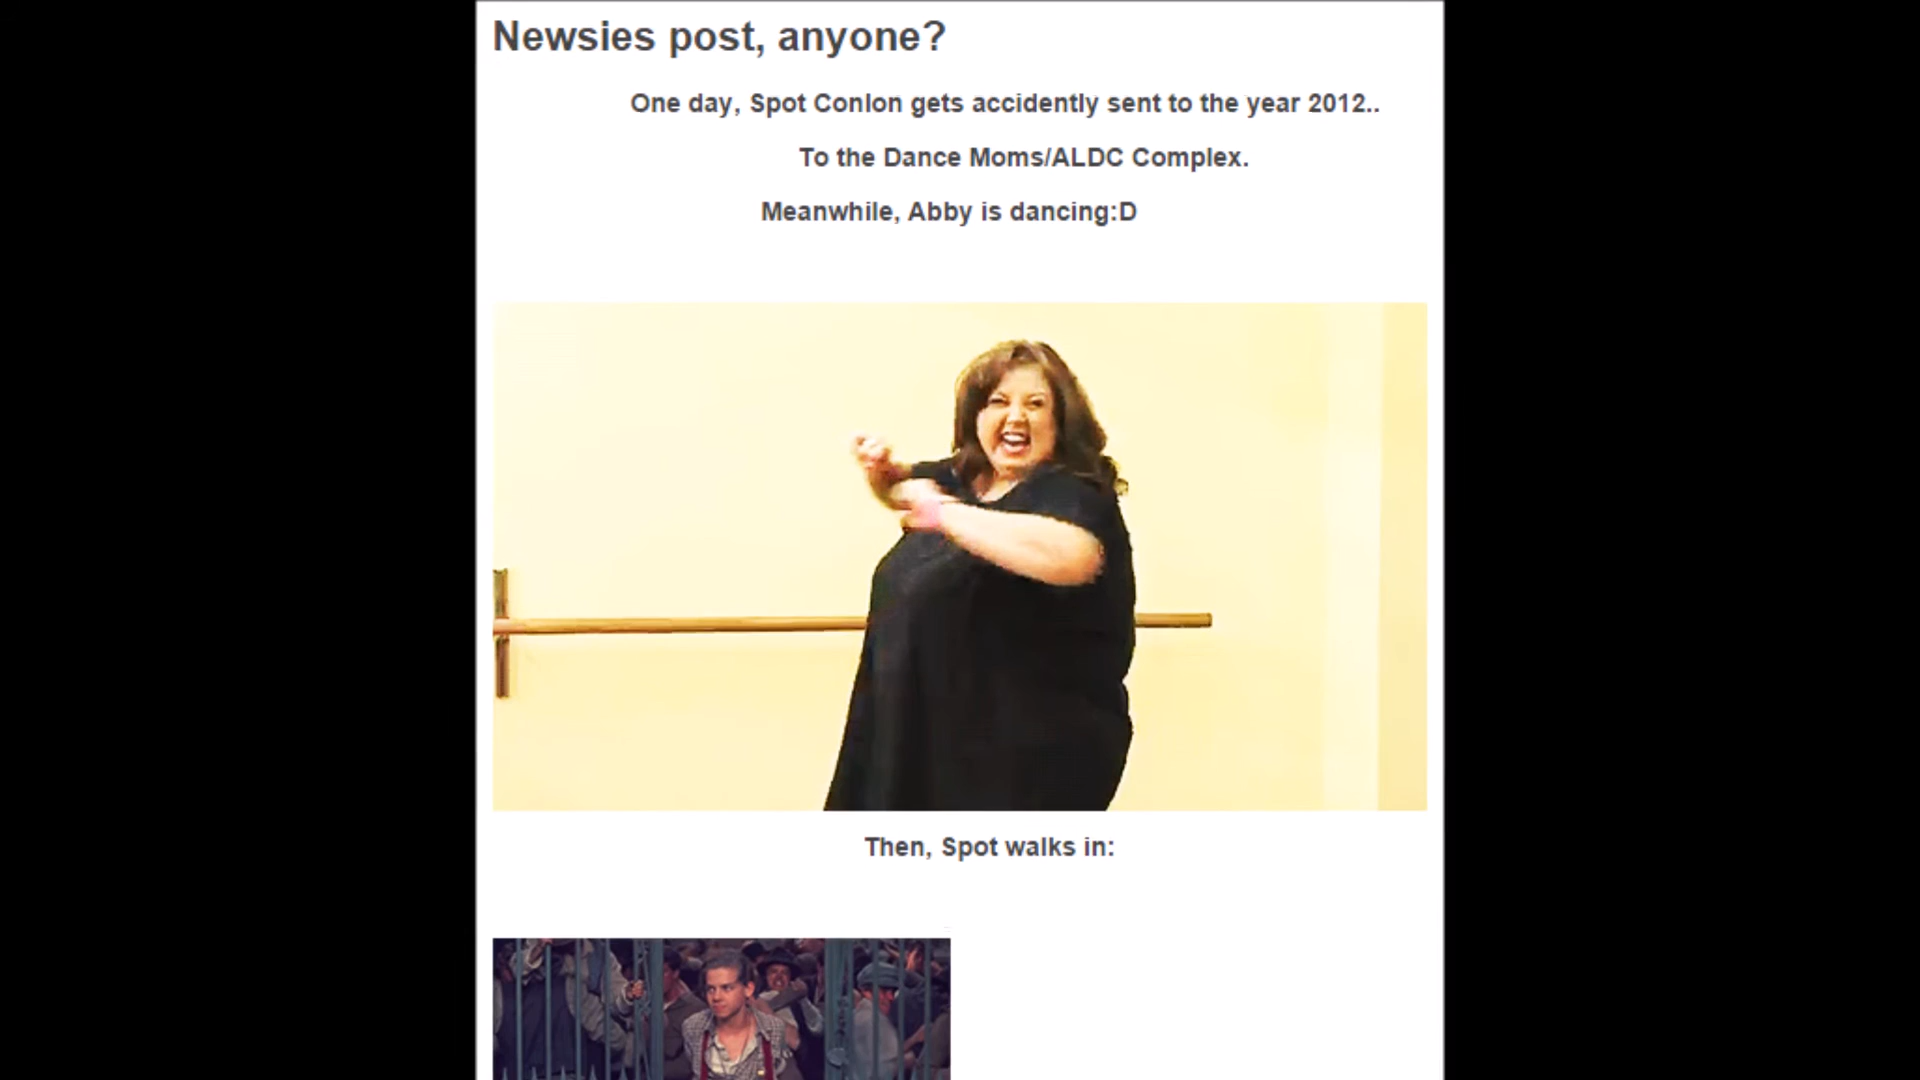 Newsies post, anyone?
One day, Spot Conlon gets accidently sent to the year 2012..
To the Dance Moms/ALDC Complex.
Meanwhile, Abby is dancing:D
Then, Spot walks in: